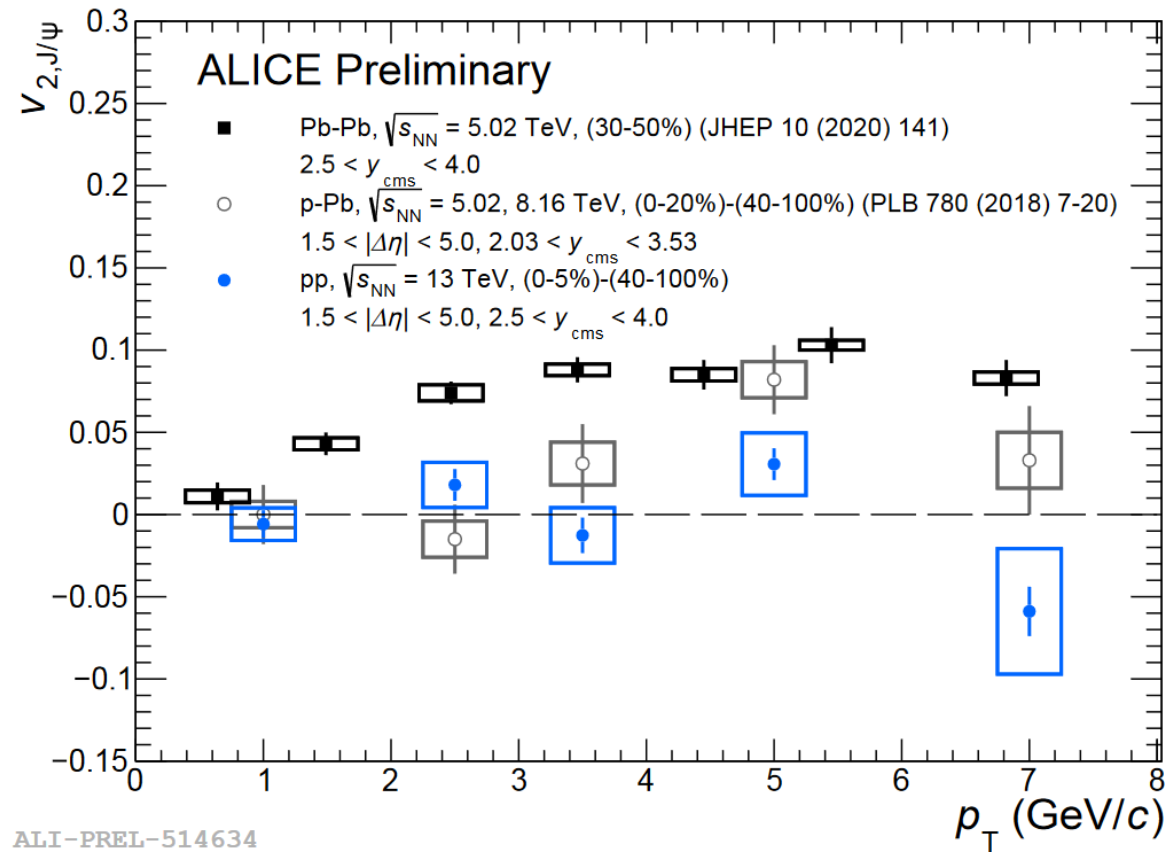 0.3
0.25
0.2
0.15
0.1
0.05
0
−0.05
−0.1
−0.15
v2,J/ψ
ALICE Preliminary
Pb-Pb, √sNN = 5.02 TeV, (30-50%) (JHEP 10 (2020) 141)
2.5 < ycms < 4.0
p-Pb, √sNN = 5.02, 8.16 TeV, (0-20%)-(40-100%) (PLB 780 (2018) 7-20)
1.5 < |Δη| < 5.0, 2.03 < ycms < 3.53
pp, √sNN = 13 TeV, (0-5%)-(40-100%)
1.5 < |Δη| < 5.0, 2.5 < ycms < 4.0
0 1 2 3 4 5 6 7 8
pT (GeV/c)
ALI-PREL-514634